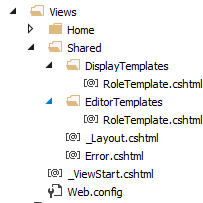 Views
Home
Shared
DisplayTemplates
[@] RoleTemplate.cshtml
EditorTemplates
[@] RoleTemplate.cshtml
[@] _Layout.cshtml
[@] Error.cshtml
[@] _ViewStart.cshtml
Web.config